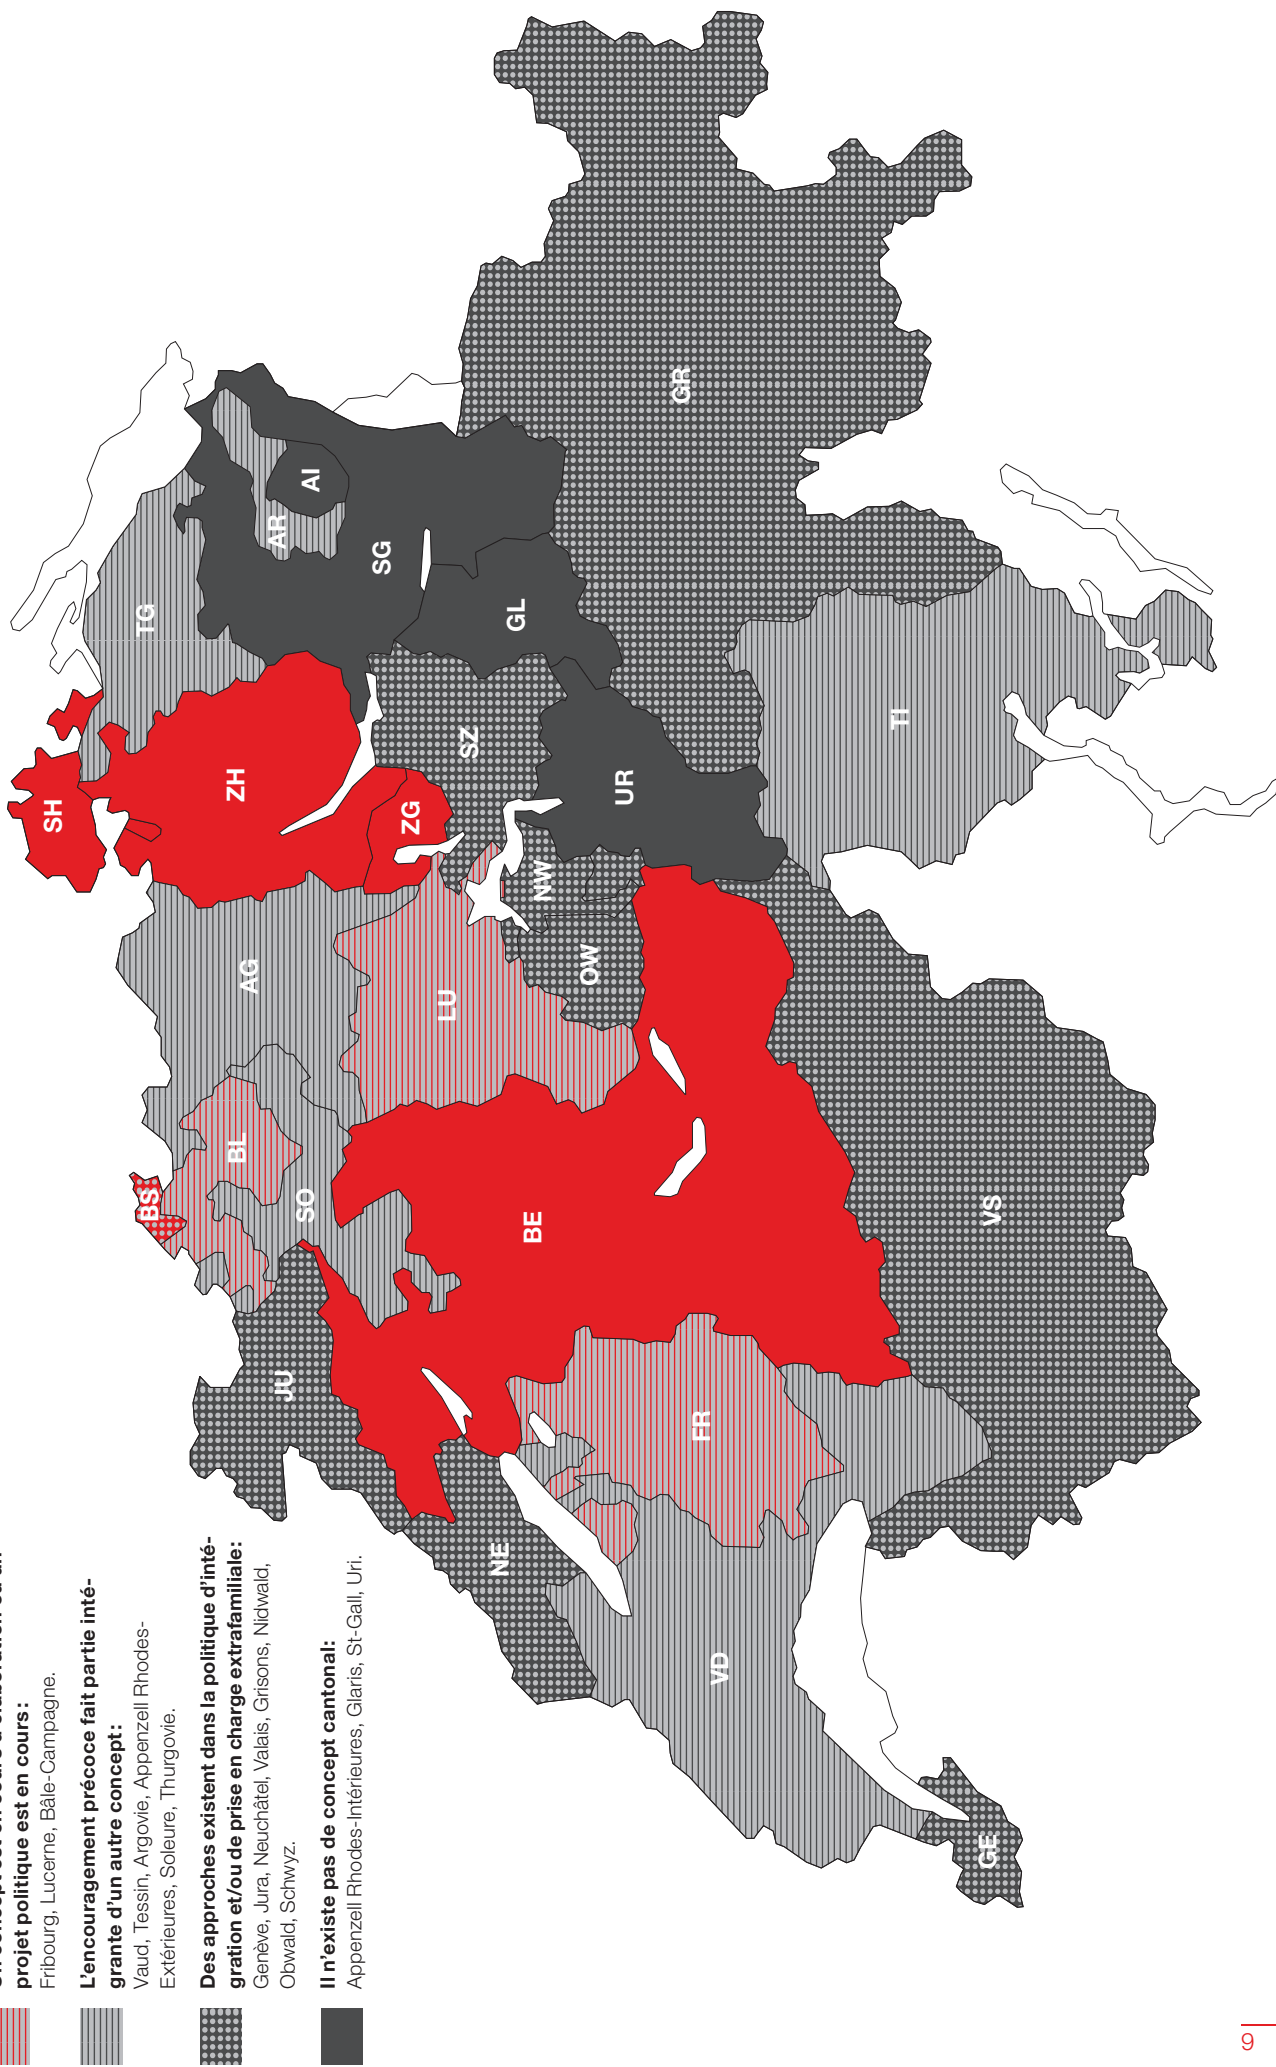 projet politique est en cours :
Fribourg, Lucerne, Bâle-Campagne.
L'encouragement précoce fait partie inté-
grante d'un autre concept :
Vaud, Tessin, Argovie, Appenzell Rhodes-
Extérieures, Soleure, Thurgovie.
Des approches existent dans la politique d'inté-
gration et/ou de prise en charge extrafamiliale:
Genève, Jura, Neuchâtel, Valais, Grisons, Nidwald,
Obwald, Schwyz.
Il n'existe pas de concept cantonal:
Appenzell Rhodes-Intérieures, Glaris, St-Gall, Uri.
SH
TG
ZH
AR
AI
SG
GL
ZG
SZ
UR
GR
TI
AG
LU
NW
OW
BS
BL
SO
BE
JU
NE
FR
VD
VS
GE
9